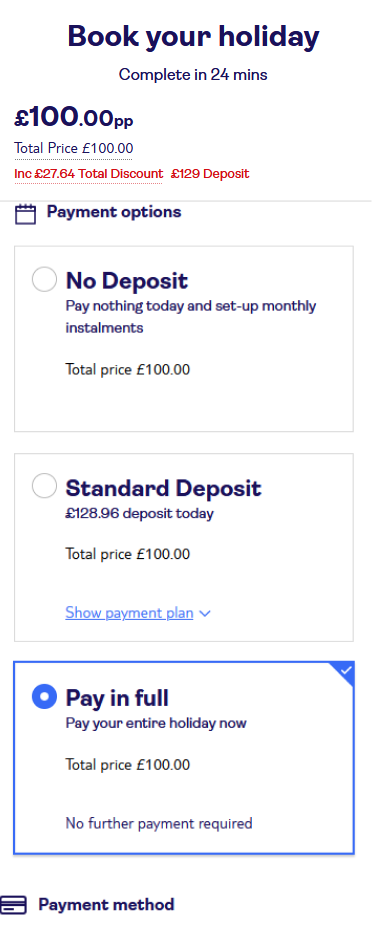 Book your holiday
Complete in 24 mins
£100.00pp
Total Price £100.00
Inc £27.64 Total Discount £129 Deposit
Payment options
No Deposit
Pay nothing today and set-up monthly
instalments
Total price £100.00
Standard Deposit
£128.96 deposit today
Total price £100.00
Show payment plan
Pay in full
Pay your entire holiday now
Total price £100.00
No further payment required
Payment method